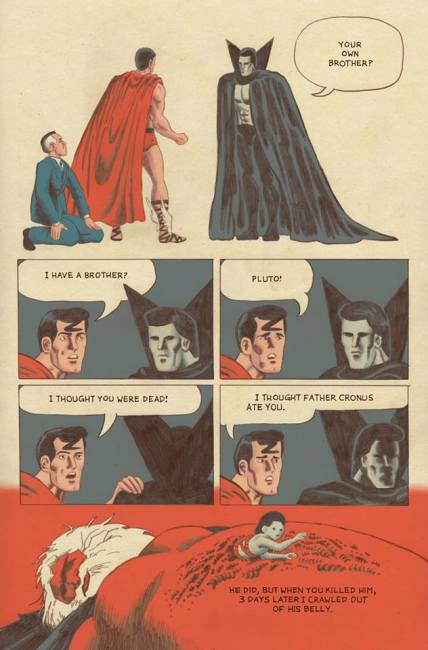 YOUR
OWN
BROTHER?
I HAVE A BROTHER?
PLUTO!
I THOUGHT YOU WERE DEAD!
I THOUGHT FATHER CRONUS
ATE YOU.
HE DID, BUT WHEN YOU KILLED HIM,
3 DAYS LATER I CRAWLED OUT
OF HIS BELLY.